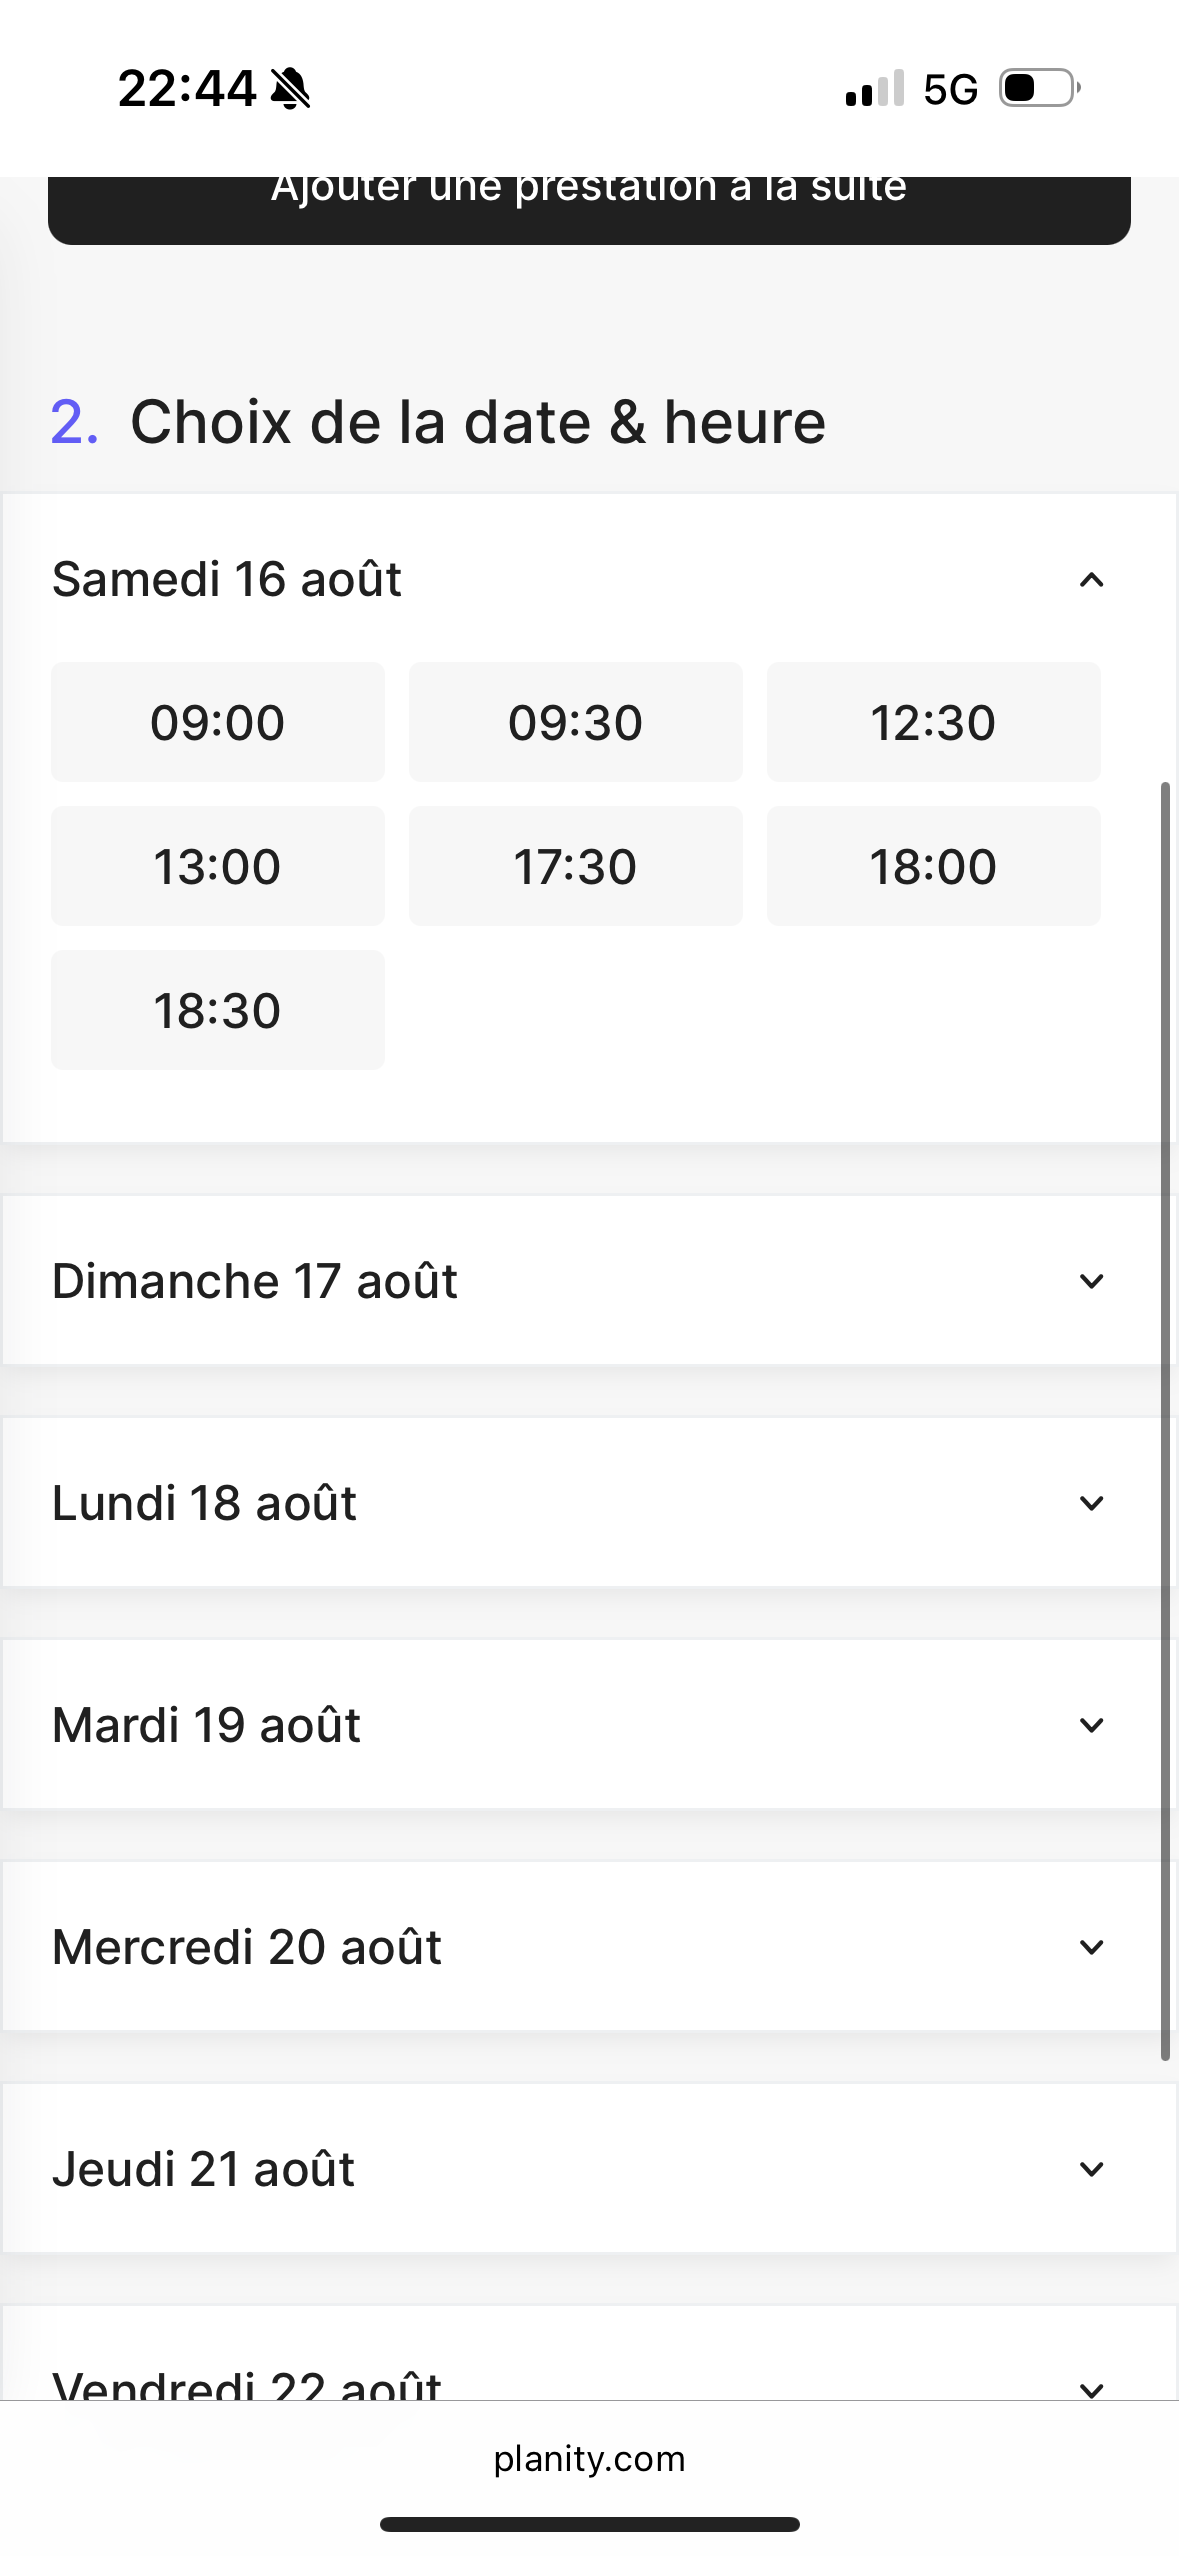 22:44 5G
Ajouter une prestation à la suite
2. Choix de la date & heure
Samedi 16 août
09:00 09:30 12:30
13:00 17:30 18:00
18:30
Dimanche 17 août
Lundi 18 août
Mardi 19 août
Mercredi 20 août
Jeudi 21 août
Vendredi 22 août
planity.com